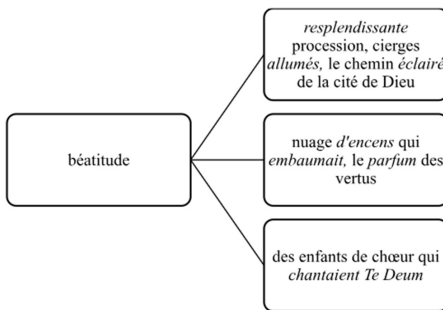 béatitude
resplendissante
procession, cierges
allumés, le chemin éclairé
de la cité de Dieu
nuage d'encens qui
embaumait, le parfum des
vertus
des enfants de chœur qui
chantaient Te Deum